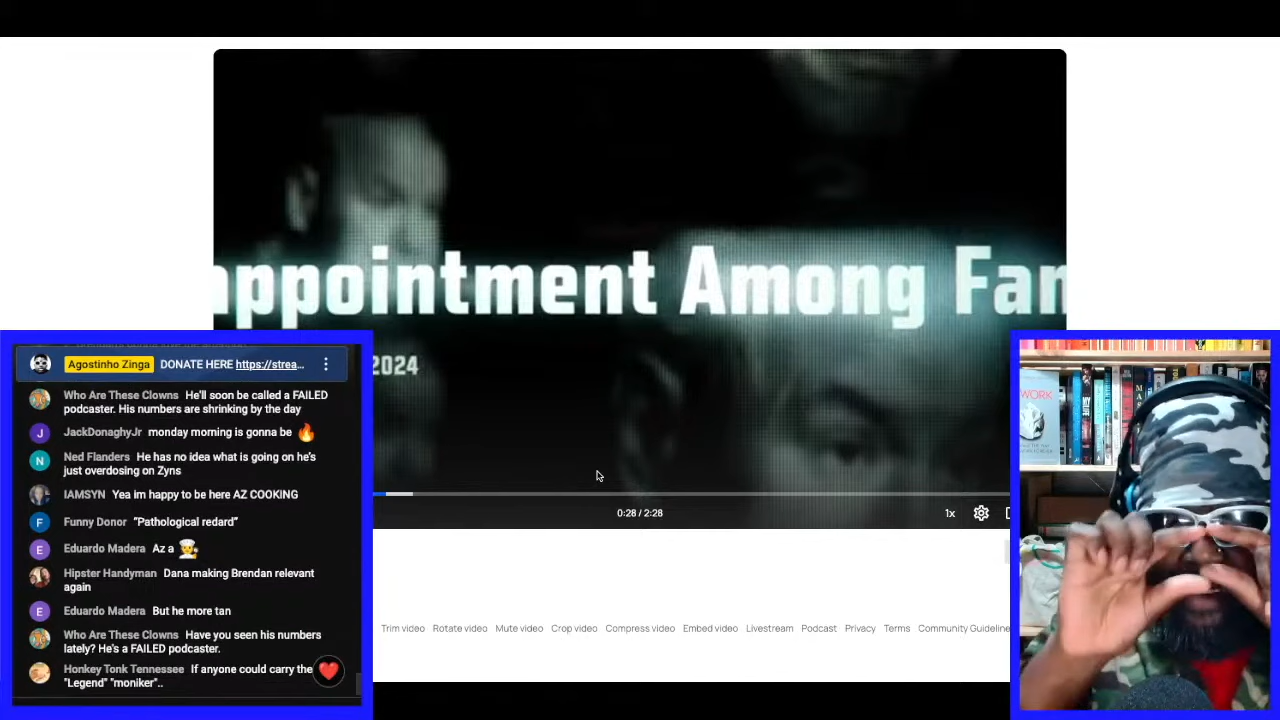 appointment Among Fan
2024
Agostinho Zinga DONATE HERE https://strea...
Who Are These Clowns He'll soon be called a FAILED
podcaster. His numbers are shrinking by the day
JackDonaghyJr monday morning is gonna be
Ned Flanders He has no idea what is going on he's
just overdosing on Zyns
IAMSYN Yea im happy to be here AZ COOKING
Funny Donor "Pathological redard"
Eduardo Madera Az a
Hipster Handyman Dana making Brendan relevant
again
Eduardo Madera But he more tan
Who Are These Clowns Have you seen his numbers
lately? He's a FAILED podcaster.
Honkey Tonk Tennessee If anyone could carry the
"Legend" "moniker"..
0:28 / 2:28
1x
Trim video Rotate video Mute video Crop video Compress video Embed video Livestream Podcast Privacy Terms Community Guideline
WORK